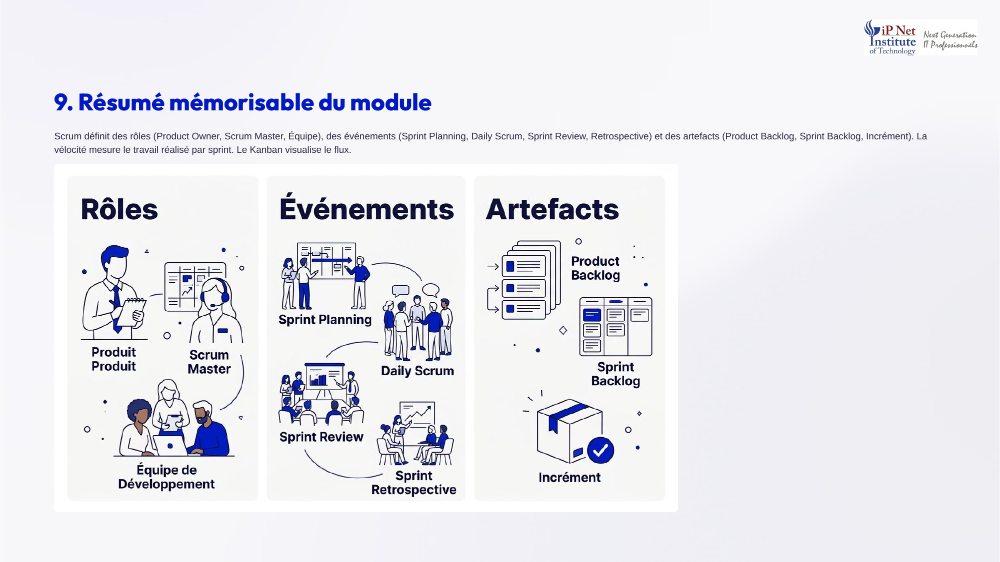 iP Net
Institute
of Technology
Next Generation
IT Professionnels
9. Résumé mémorisable du module
Scrum définit des rôles (Product Owner, Scrum Master, Équipe), des événements (Sprint Planning, Daily Scrum, Sprint Review, Retrospective) et des artefacts (Product Backlog, Sprint Backlog, Incrément). La
vélocité mesure le travail réalisé par sprint. Le Kanban visualise le flux.
Rôles
Produit
Produit
Scrum
Master
Équipe de
Développement
Événements
Sprint Planning
Daily Scrum
Sprint Review
Sprint
Retrospective
Artefacts
Product
Backlog
Sprint
Backlog
Incrément